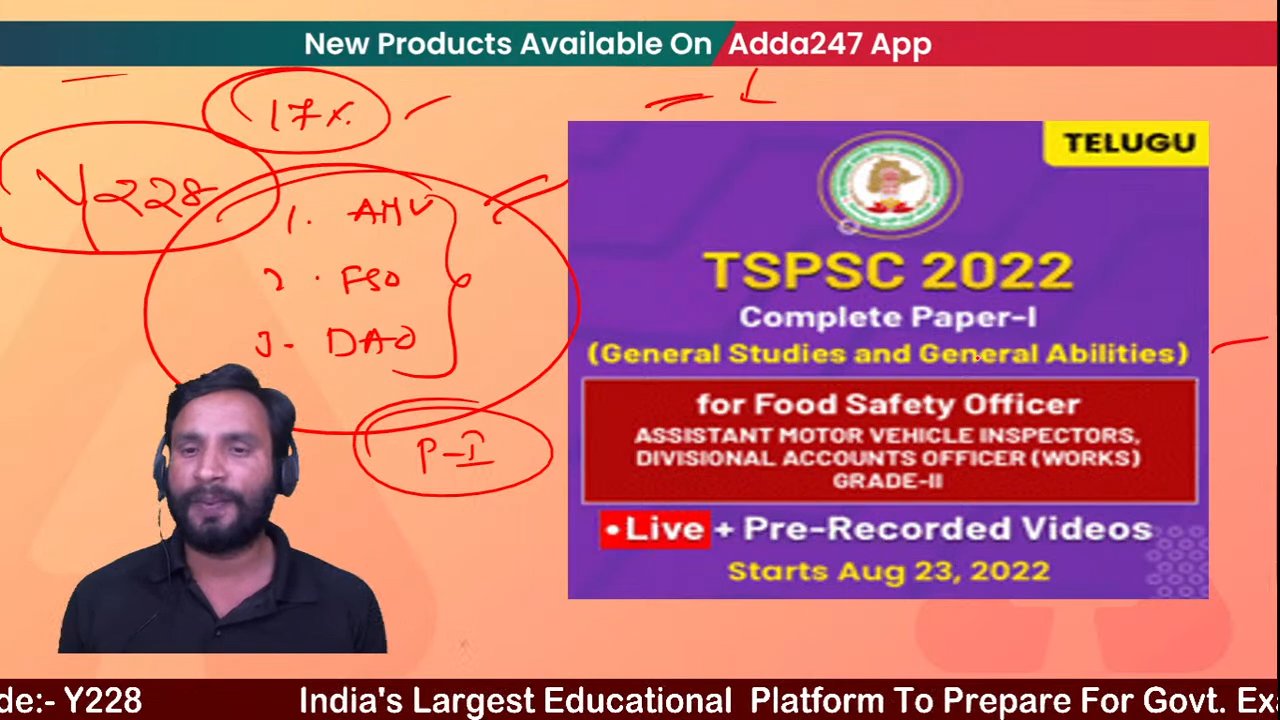 New Products Available On Adda247 App
17x.
Y228
1. AMV
2. FSO
3- DAO
P-I
TELUGU
TSPSC 2022
Complete Paper-I
(General Studies and General Abilities)
for Food Safety Officer
ASSISTANT MOTOR VEHICLE INSPECTORS,
DIVISIONAL ACCOUNTS OFFICER (WORKS)
GRADE-II
• Live + Pre-Recorded Videos
Starts Aug 23, 2022
de:- Y228 India's Largest Educational Platform To Prepare For Govt. Ex